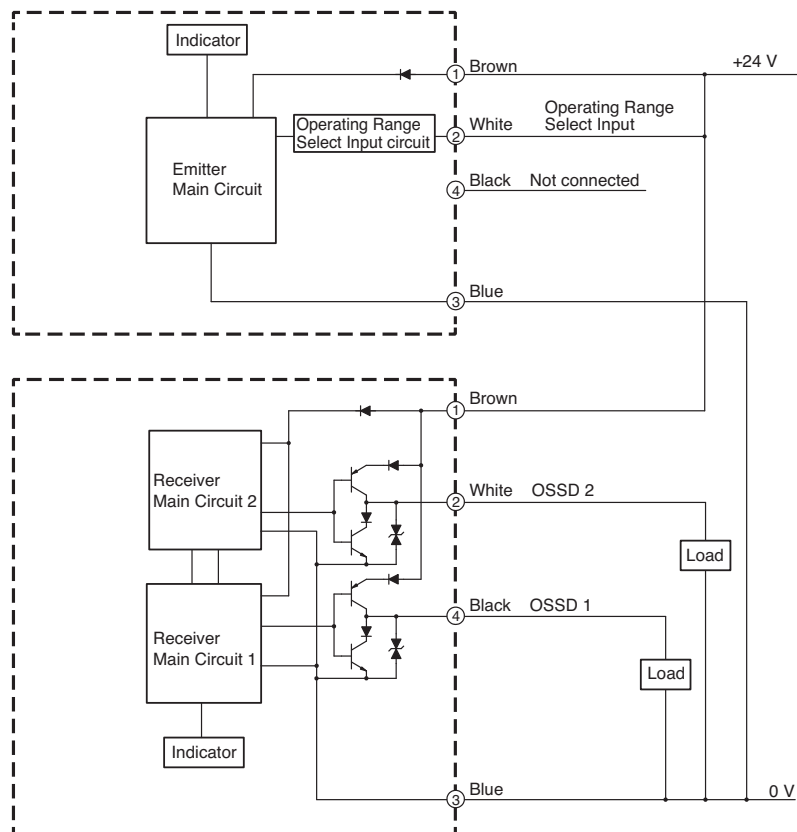 Indicator
+24 V
1 Brown
Operating Range
Select Input circuit
2 White
Operating Range
Select Input
Emitter
Main Circuit
4 Black Not connected
3 Blue
1 Brown
Receiver
Main Circuit 2
2 White OSSD 2
Load
4 Black OSSD 1
Receiver
Main Circuit 1
Load
Indicator
3 Blue
0 V